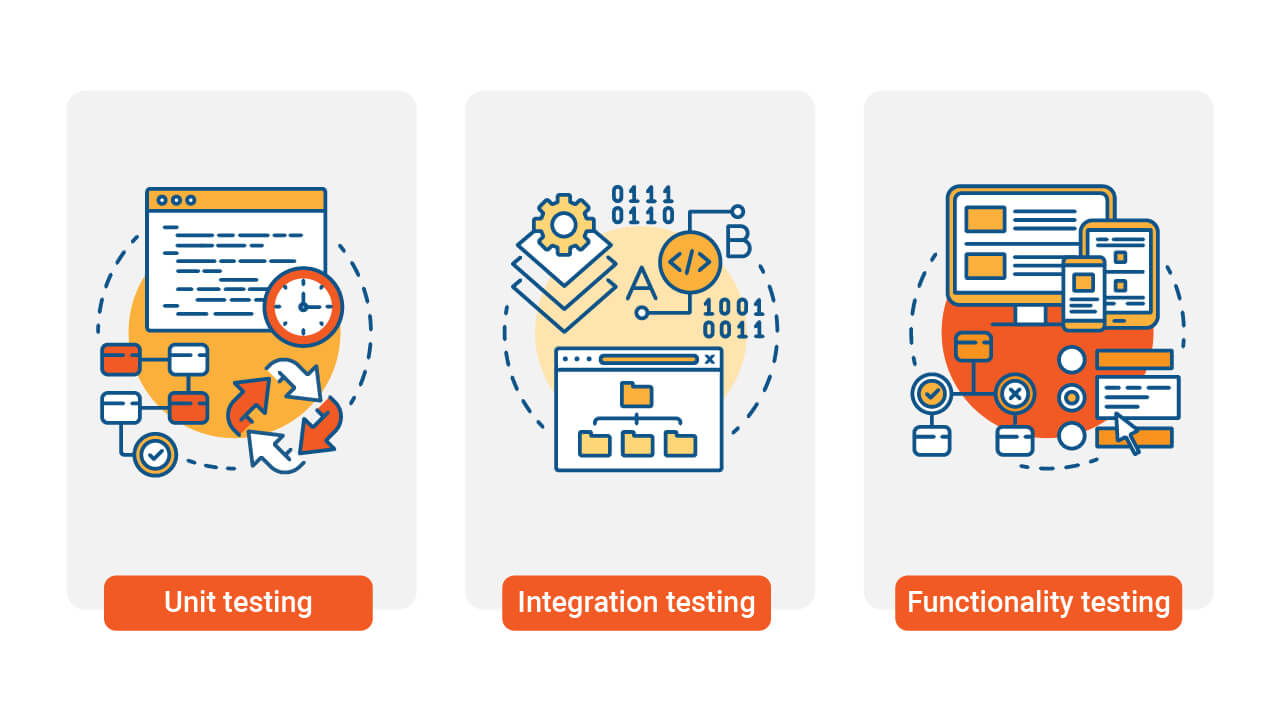 0111
0110
B
</>
A
1001
0011
Unit testing
Integration testing
Functionality testing